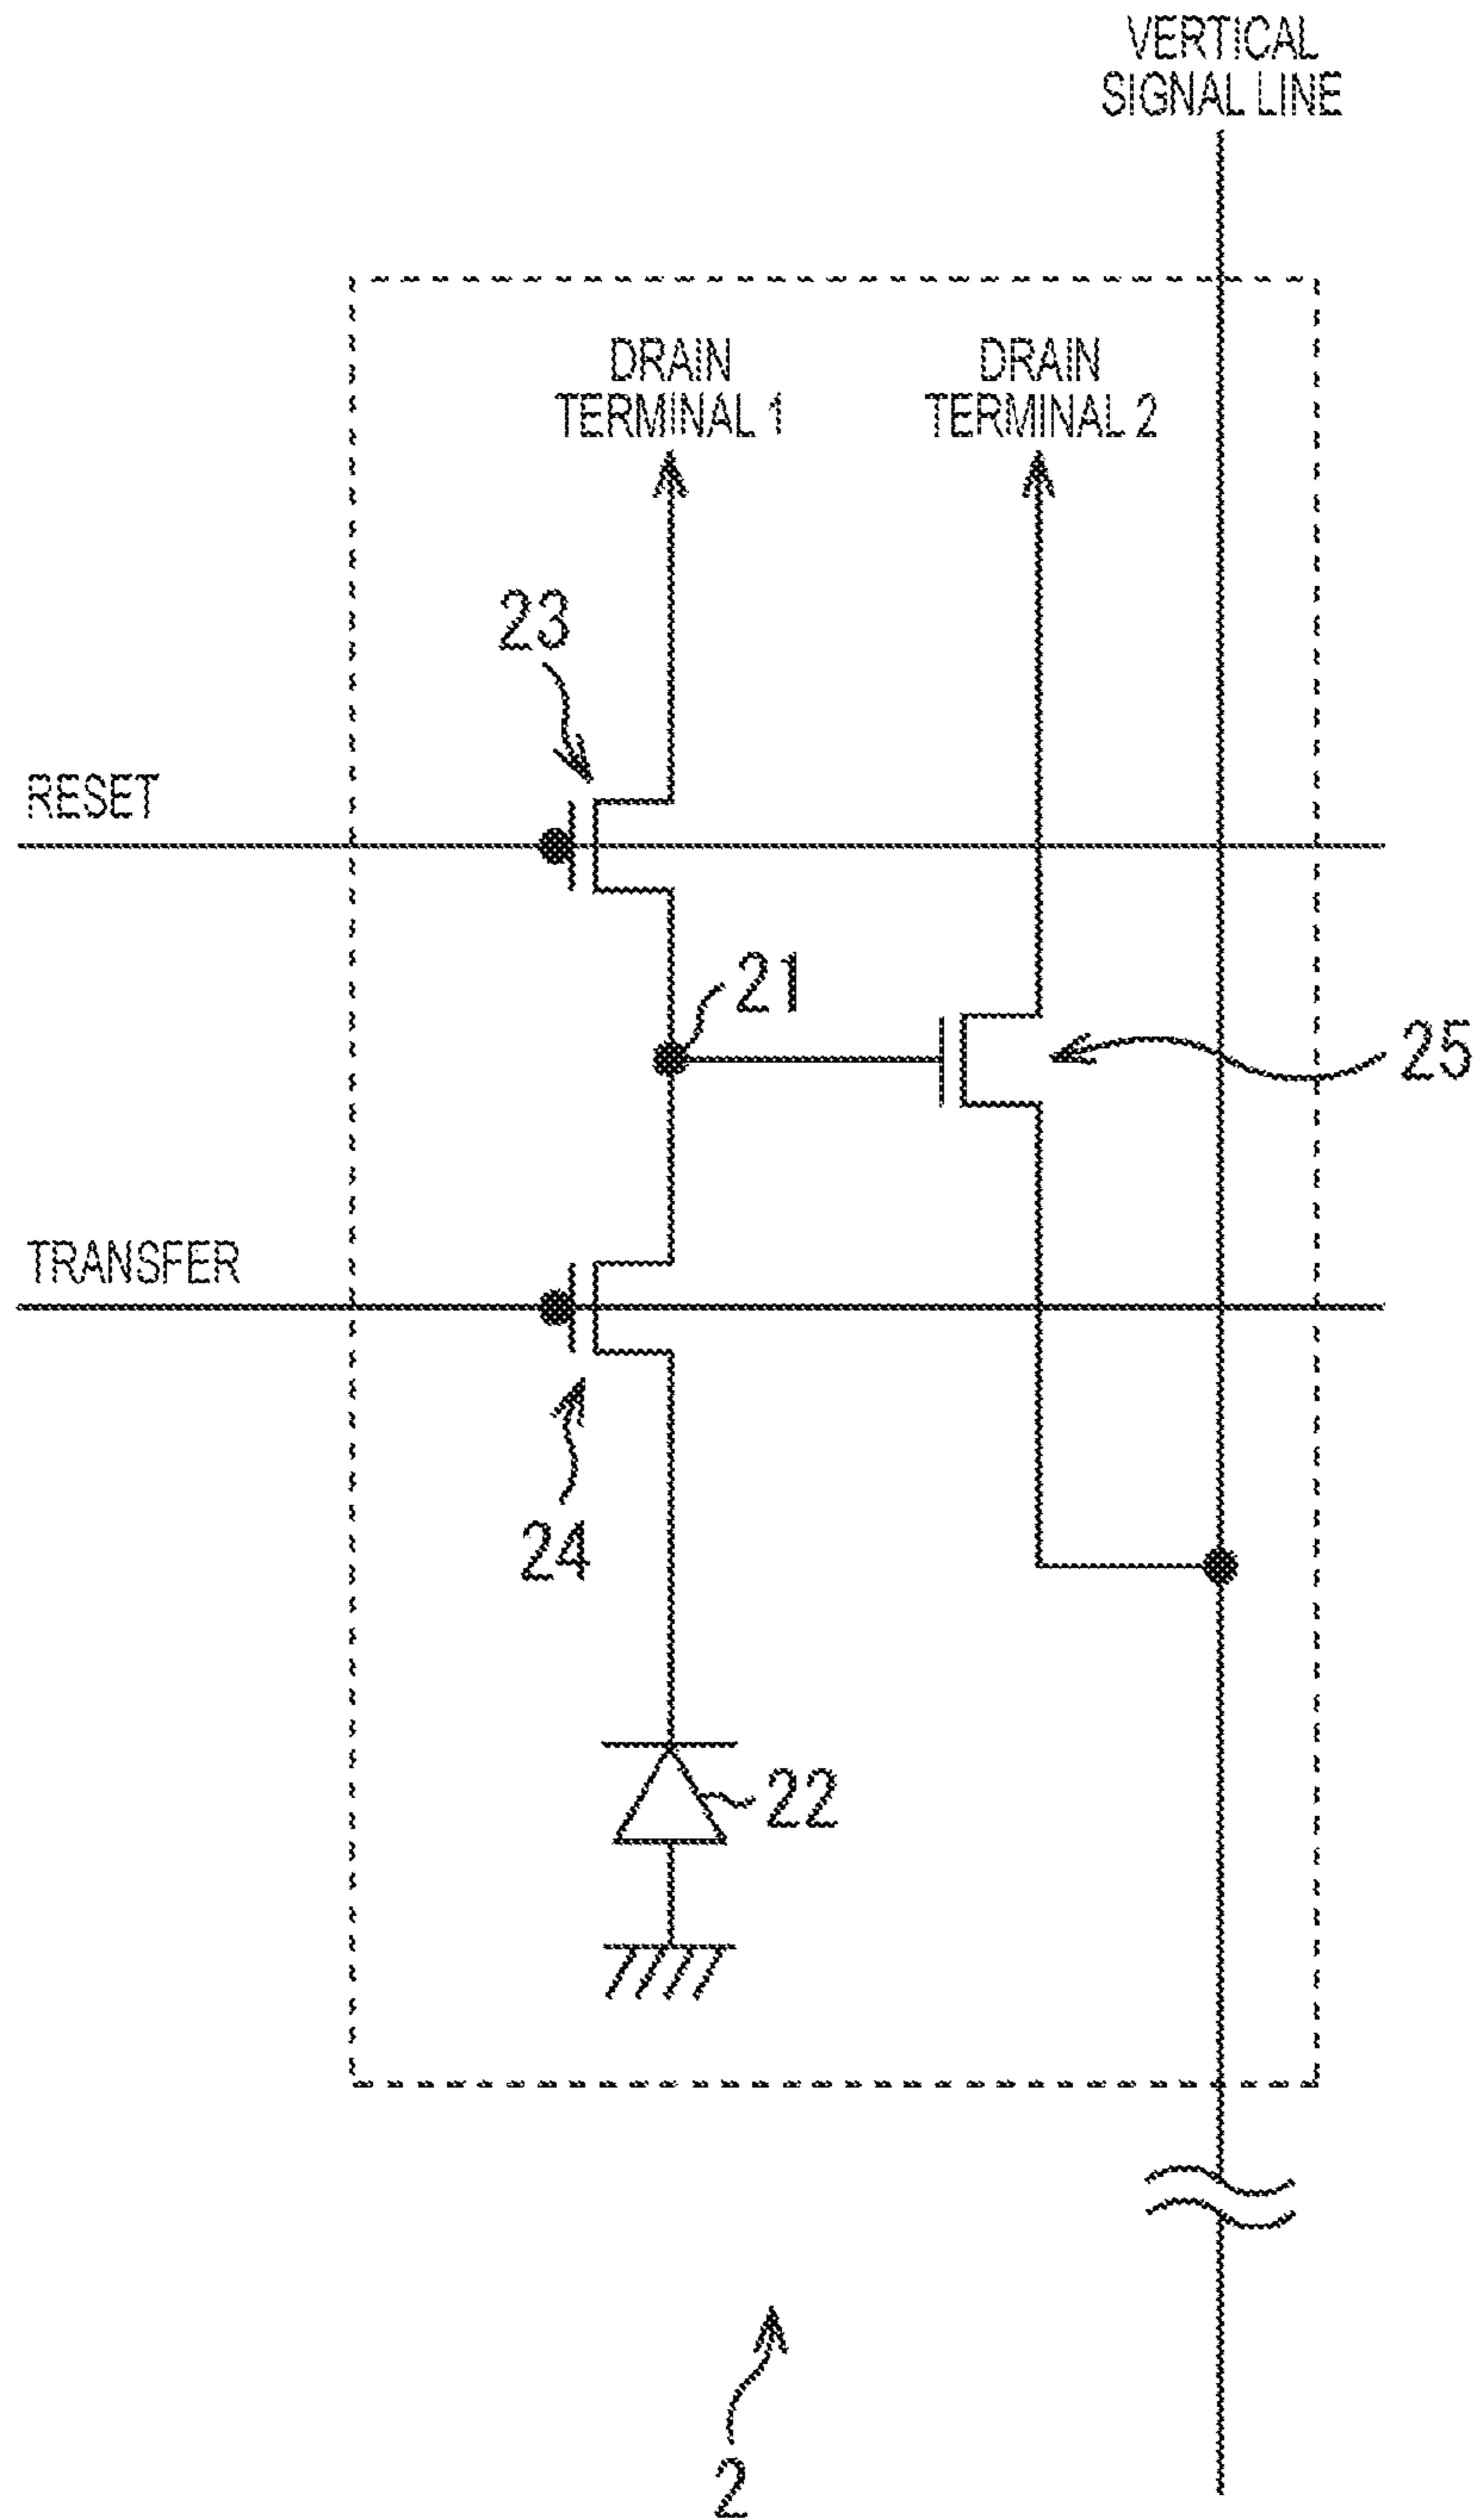 VERTICAL
SIGNAL LINE
DRAIN
TERMINAL 1
DRAIN
TERMINAL 2
23
RESET
21
25
TRANSFER
24
22
2